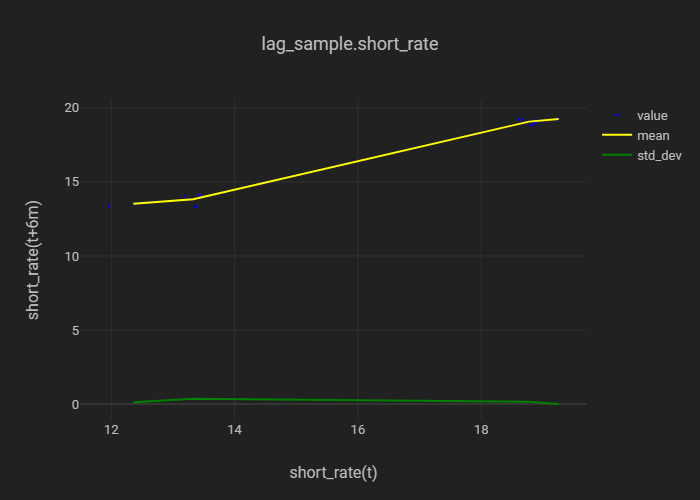 lag_sample.short_rate
20
15
10
5
0
short_rate(t+6m)
12
14
16
18
short_rate(t)
value
mean
std_dev